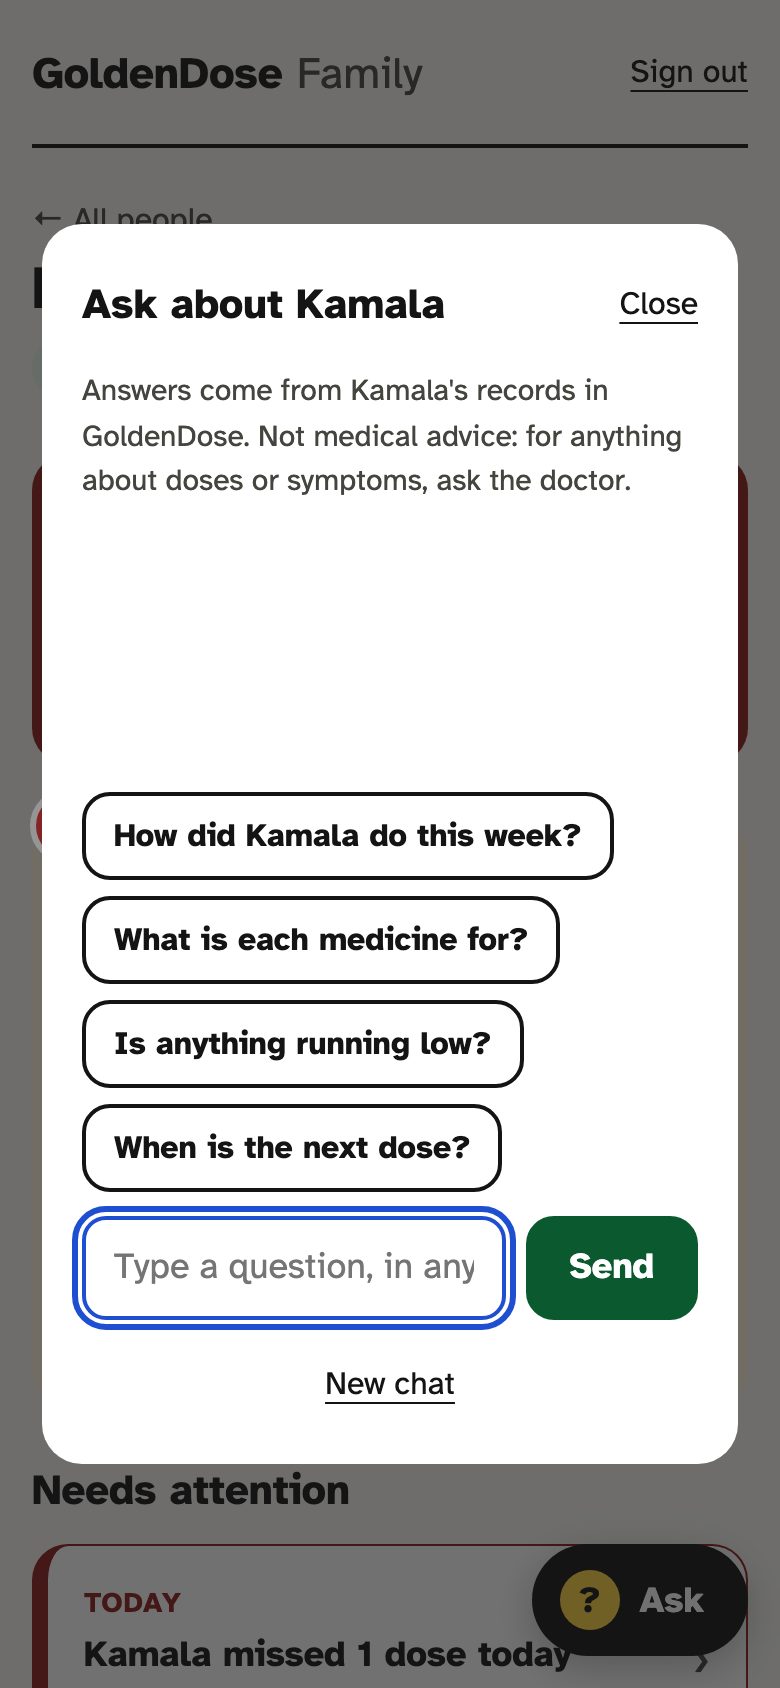 GoldenDose Family
Sign out
← All people
Ask about Kamala
Close
Answers come from Kamala's records in
GoldenDose. Not medical advice: for anything
about doses or symptoms, ask the doctor.
How did Kamala do this week?
What is each medicine for?
Is anything running low?
When is the next dose?
Type a question, in any
Send
New chat
Needs attention
TODAY
Kamala missed 1 dose today
? Ask